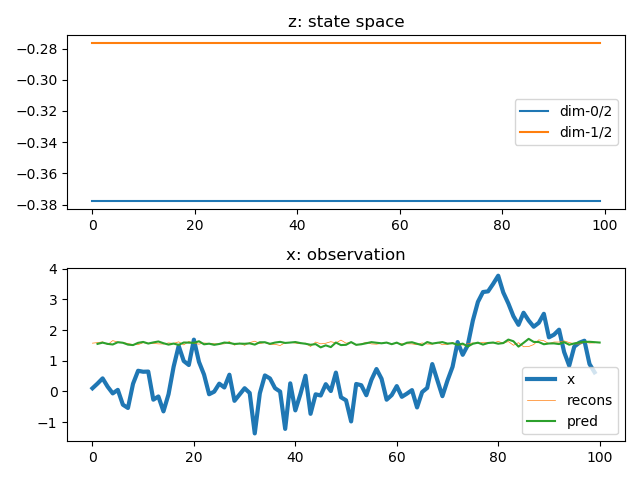 z: state space
−0.28
−0.30
−0.32
−0.34
−0.36
−0.38
dim-0/2
dim-1/2
0 20 40 60 80 100
x: observation
4
3
2
1
0
−1
x
recons
pred
0 20 40 60 80 100